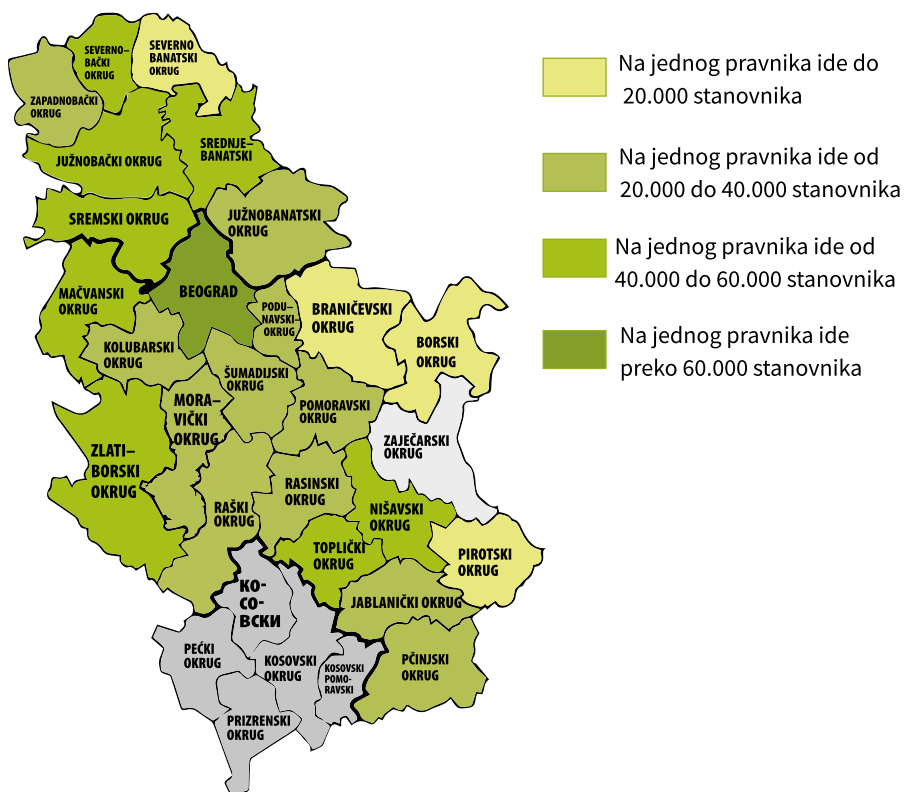 SEVERNO–
BAČKI
OKRUG
SEVERNO
BANATSKI
OKRUG
ZAPADNOBAČKI
OKRUG
JUŽNOBAČKI OKRUG
SREDNJE–
BANATSKI
SREMSKI OKRUG
JUŽNOBANATSKI
OKRUG
MAČVANSKI
OKRUG
BEOGRAD
PODU–
NAVSKI–
OKRUG
BRANIČEVSKI
OKRUG
BORSKI
OKRUG
KOLUBARSKI
OKRUG
ŠUMADIJSKI
OKRUG
MORA–
VIČKI
OKRUG
POMORAVSKI
OKRUG
ZAJEČARSKI
OKRUG
ZLATI–
BORSKI
OKRUG
RAŠKI
OKRUG
RASINSKI
OKRUG
NIŠAVSKI
OKRUG
TOPLIČKI
OKRUG
PIROTSKI
OKRUG
JABLANIČKI OKRUG
KO-
CO-
ВСКИ
PEĆKI
OKRUG
KOSOVSKI
OKRUG
KOSOVSKI
POMO-
RAVSKI
PČINJSKI
OKRUG
PRIZRENSKI
OKRUG
Na jednog pravnika ide do
20.000 stanovnika
Na jednog pravnika ide od
20.000 do 40.000 stanovnika
Na jednog pravnika ide od
40.000 do 60.000 stanovnika
Na jednog pravnika ide
preko 60.000 stanovnika